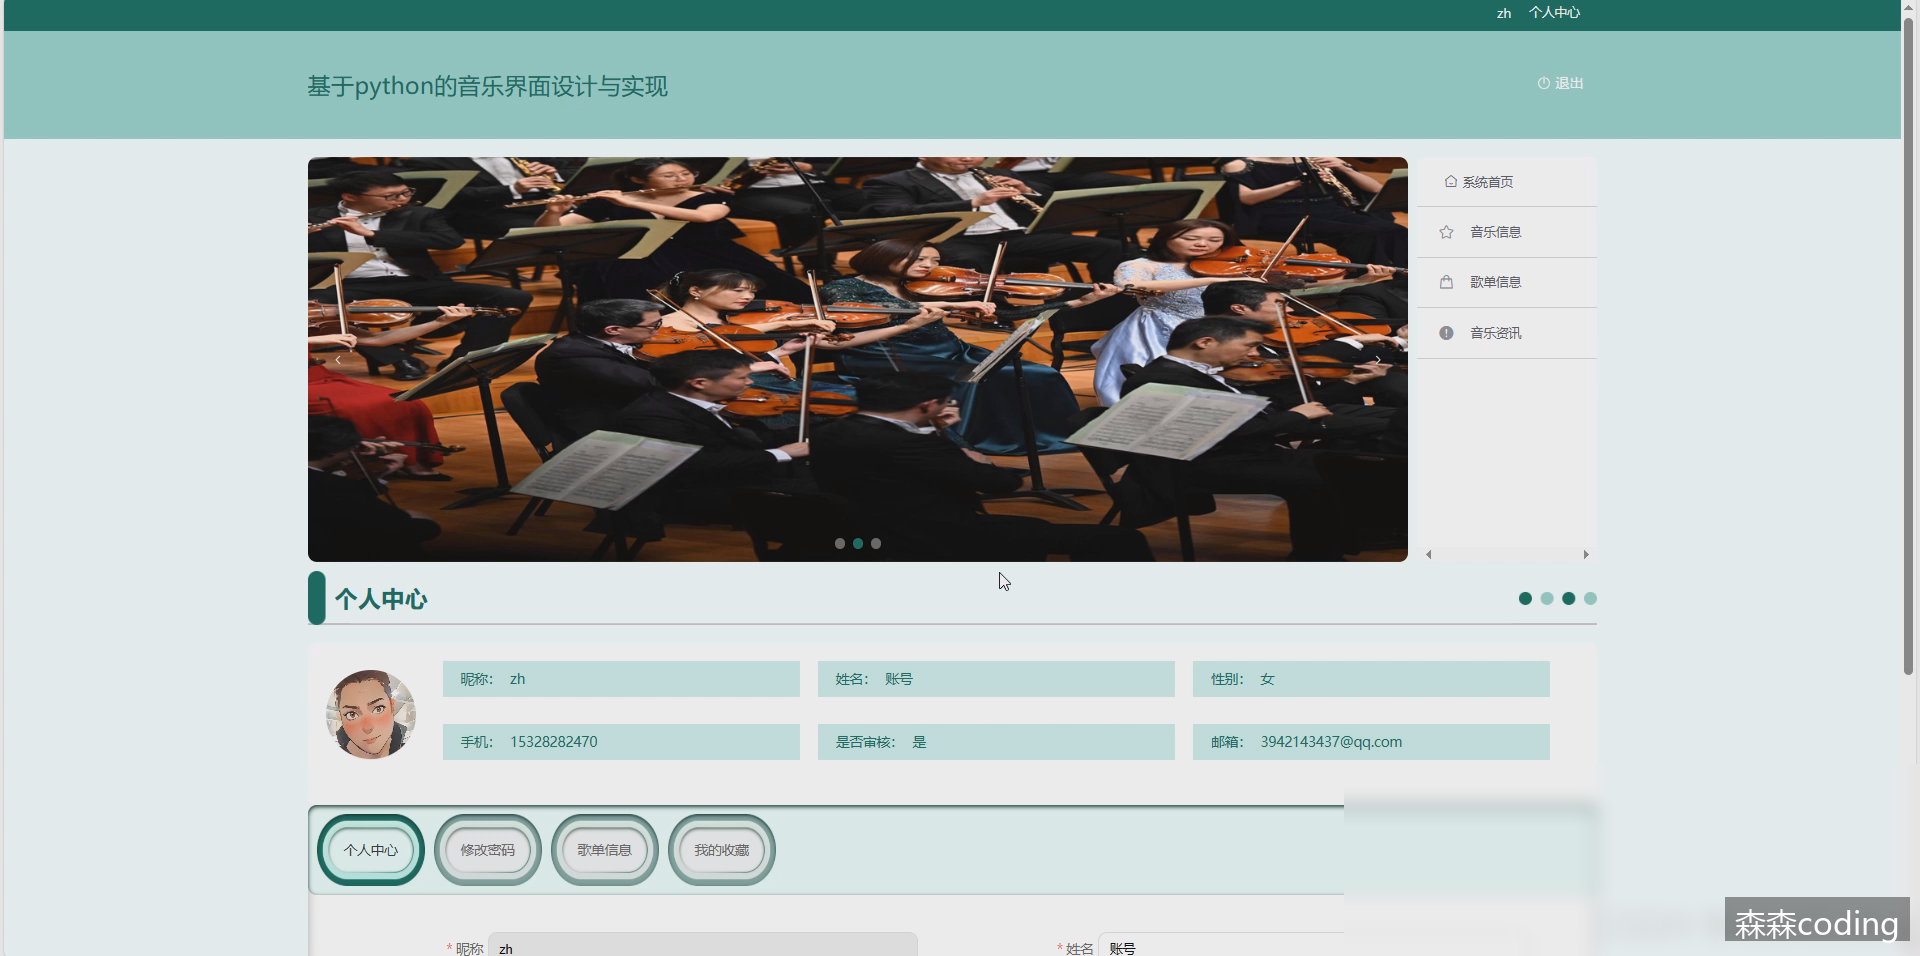 zh 个人中心
基于python的音乐界面设计与实现
退出
系统首页
音乐信息
歌单信息
音乐资讯
个人中心
昵称： zh 姓名： 账号 性别： 女
手机： 15328282470 是否审核： 是 邮箱： 3942143437@qq.com
个人中心 修改密码 歌单信息 我的收藏
* 昵称 zh * 姓名 账号
森森coding